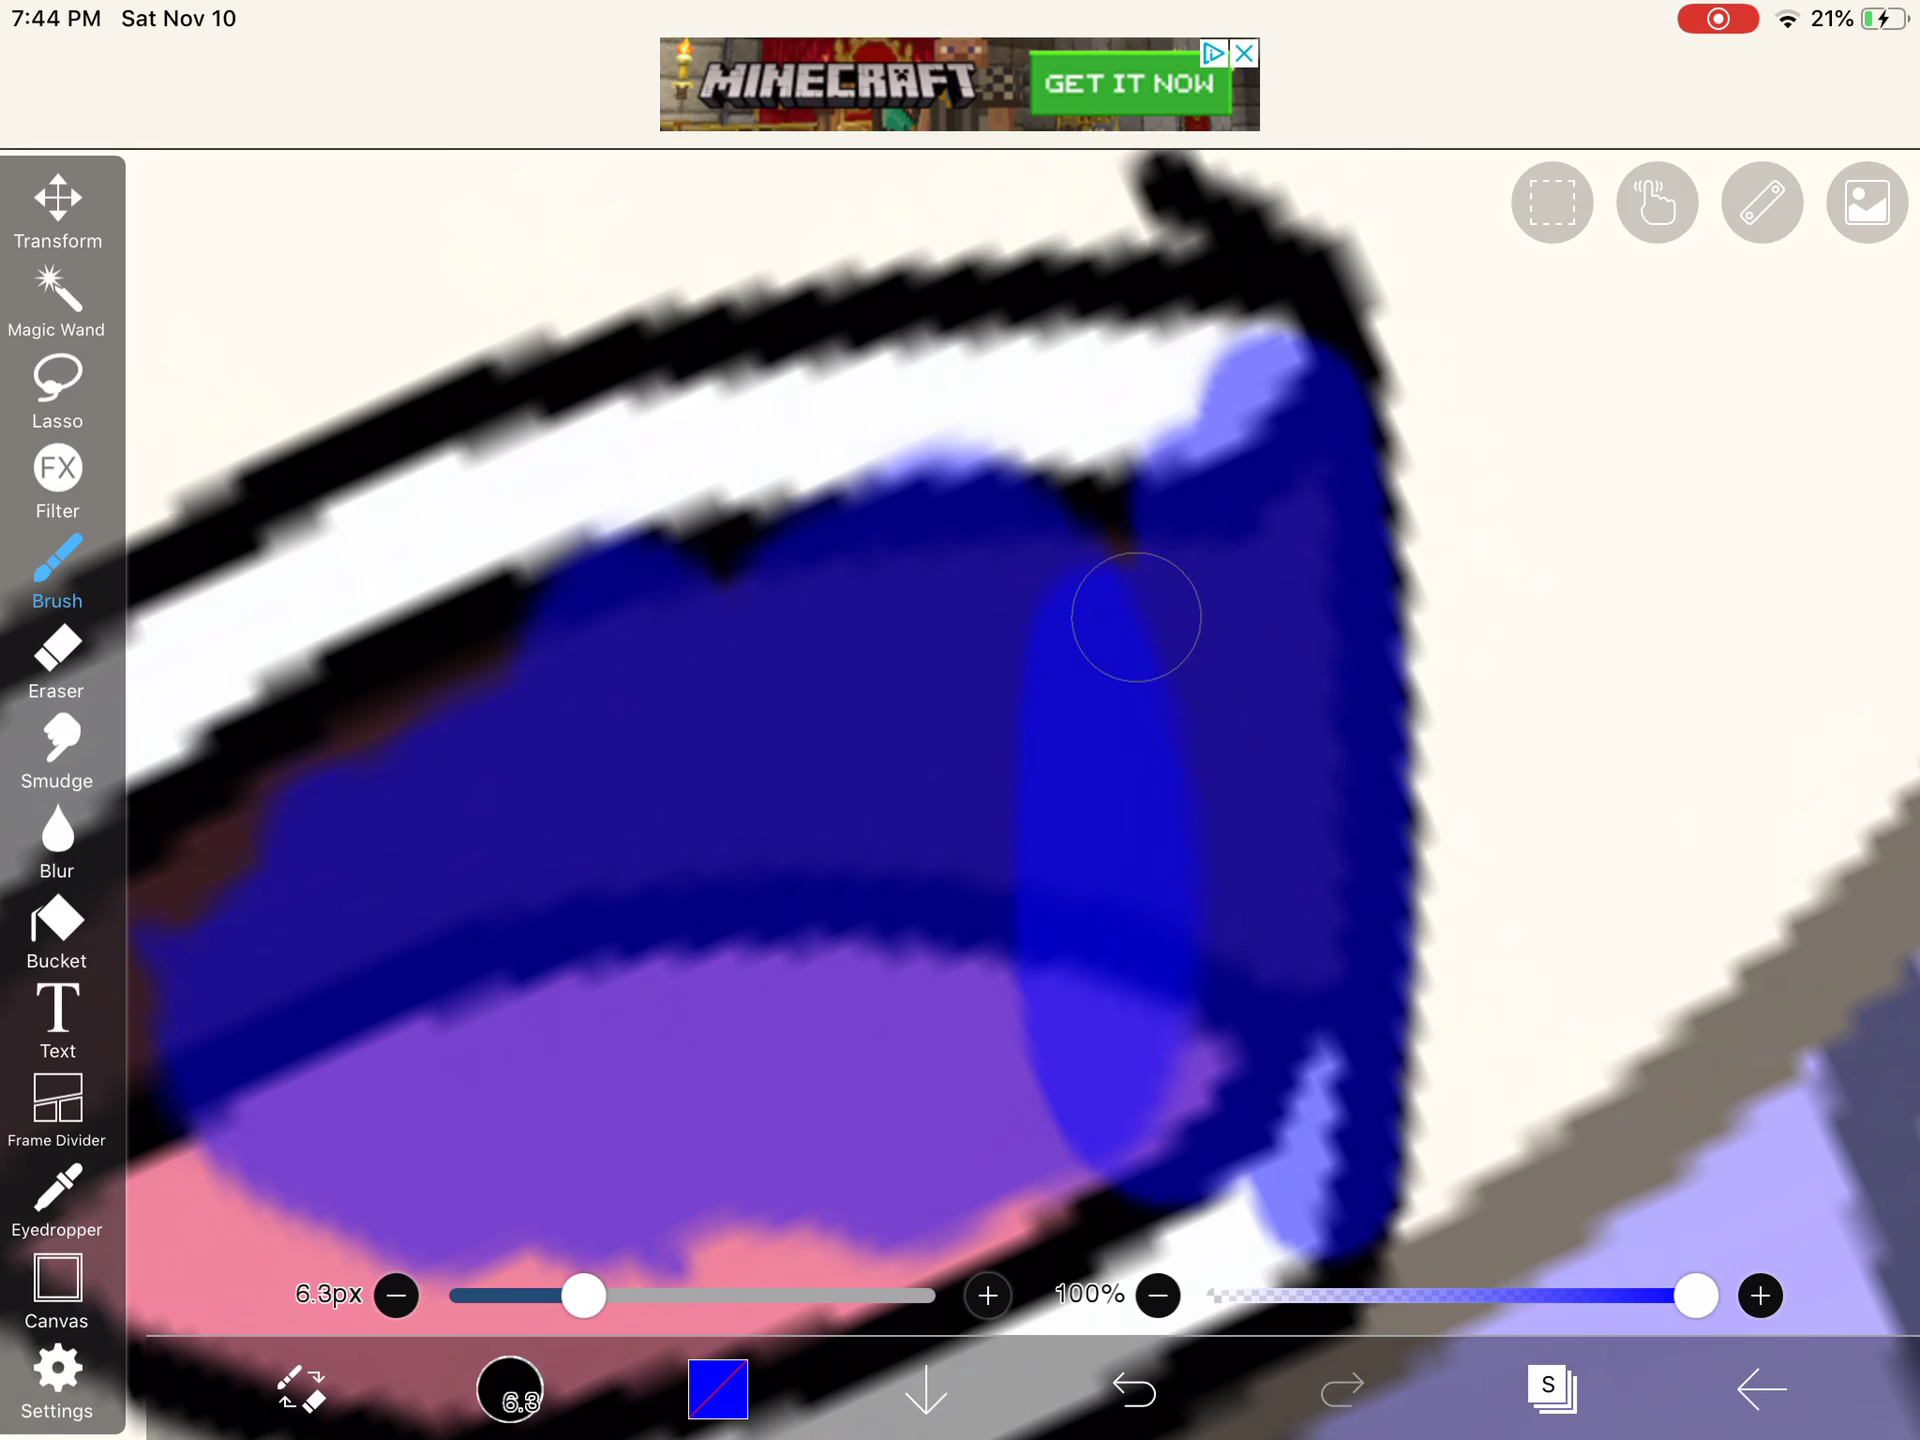 7:44 PM Sat Nov 10
21%
MINECRAFT
GET IT NOW
Transform
Magic Wand
Lasso
FX
Filter
Brush
Eraser
Smudge
Blur
Bucket
T
Text
Frame Divider
Eyedropper
Canvas
Settings
6.3px
100%
6.3
S